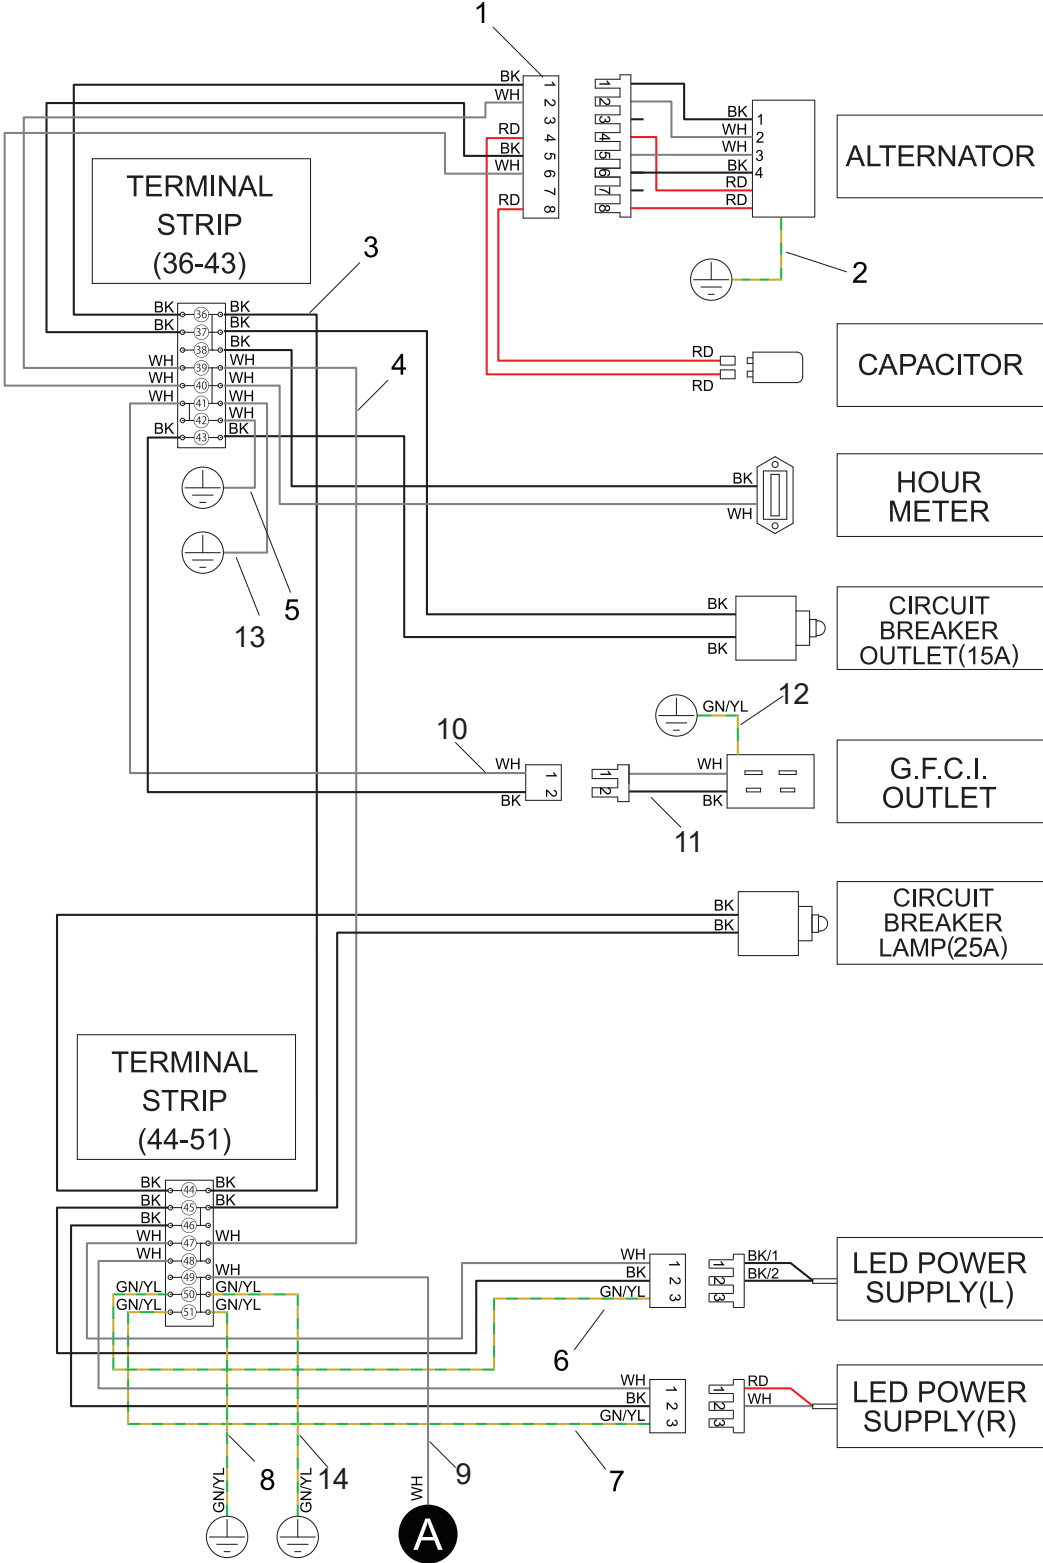 1
BK
WH
RD
BK
WH
RD
1
2
3
4
5
6
7
8
1
2
3
4
5
6
7
8
BK
WH
WH
BK
RD
RD
1
2
3
4
ALTERNATOR
2
TERMINAL
STRIP
(36-43)
3
BK
BK
WH
WH
WH
BK
36
37
38
39
40
41
42
43
BK
BK
BK
WH
WH
WH
WH
BK
4
5
13
RD
RD
CAPACITOR
BK
WH
HOUR
METER
BK
BK
CIRCUIT
BREAKER
OUTLET(15A)
GN/YL
12
10
WH
BK
1
2
1
2
WH
BK
11
G.F.C.I.
OUTLET
BK
BK
CIRCUIT
BREAKER
LAMP(25A)
TERMINAL
STRIP
(44-51)
BK
BK
BK
WH
WH
GN/YL
GN/YL
44
45
46
47
48
49
50
51
BK
BK
WH
WH
GN/YL
GN/YL
WH
BK
GN/YL
1
2
3
1
2
3
BK/1
BK/2
LED POWER
SUPPLY(L)
6
WH
BK
GN/YL
1
2
3
1
2
3
RD
WH
LED POWER
SUPPLY(R)
7
8
14
9
GN/YL
GN/YL
WH
A